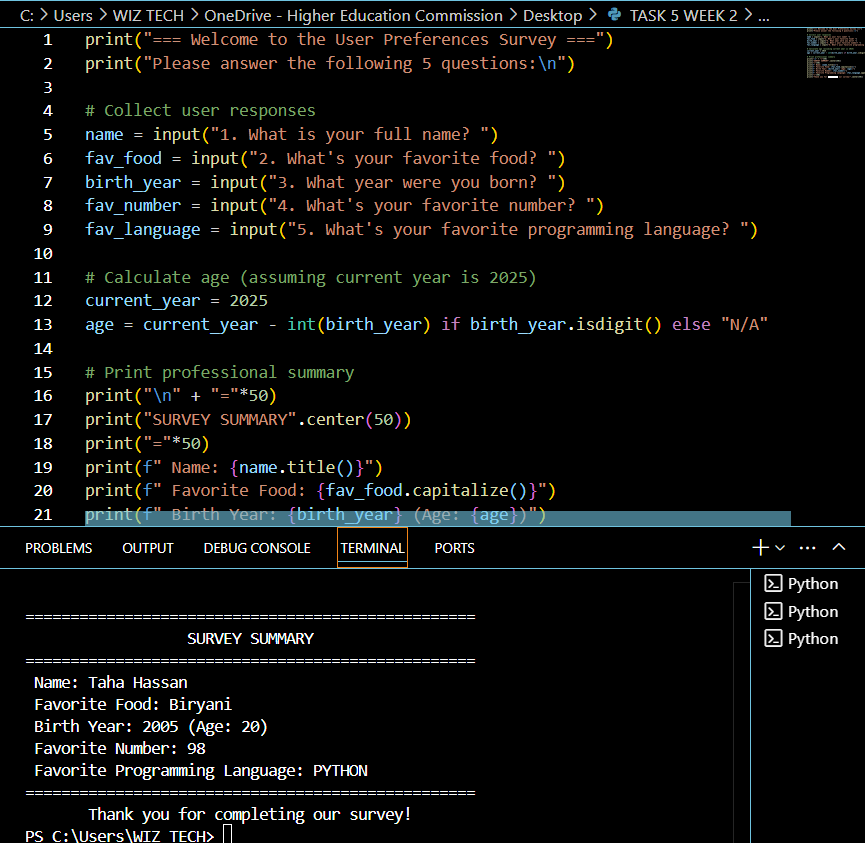 C: > Users > WIZ TECH > OneDrive - Higher Education Commission > Desktop > TASK 5 WEEK 2 > ...
1 print("=== Welcome to the User Preferences Survey ===")
2 print("Please answer the following 5 questions:\n")
3
4 # Collect user responses
5 name = input("1. What is your full name? ")
6 fav_food = input("2. What's your favorite food? ")
7 birth_year = input("3. What year were you born? ")
8 fav_number = input("4. What's your favorite number? ")
9 fav_language = input("5. What's your favorite programming language? ")
10
11 # Calculate age (assuming current year is 2025)
12 current_year = 2025
13 age = current_year - int(birth_year) if birth_year.isdigit() else "N/A"
14
15 # Print professional summary
16 print("\n" + "="*50)
17 print("SURVEY SUMMARY".center(50))
18 print("="*50)
19 print(f" Name: {name.title()}")
20 print(f" Favorite Food: {fav_food.capitalize()}")
21 print(f" Birth Year: {birth_year} (Age: {age})")
PROBLEMS OUTPUT DEBUG CONSOLE TERMINAL PORTS
==================================================
SURVEY SUMMARY
==================================================
Name: Taha Hassan
Favorite Food: Biryani
Birth Year: 2005 (Age: 20)
Favorite Number: 98
Favorite Programming Language: PYTHON
==================================================
Thank you for completing our survey!
PS C:\Users\WIZ TECH>
Python
Python
Python